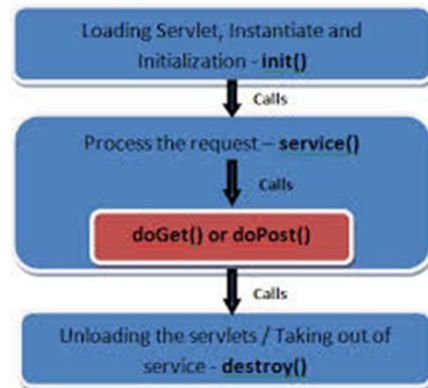 Loading Servlet, Instantiate and
Initialization - init()
Calls
Process the request – service()
Calls
doGet() or doPost()
Calls
Unloading the servlets / Taking out of
service - destroy()